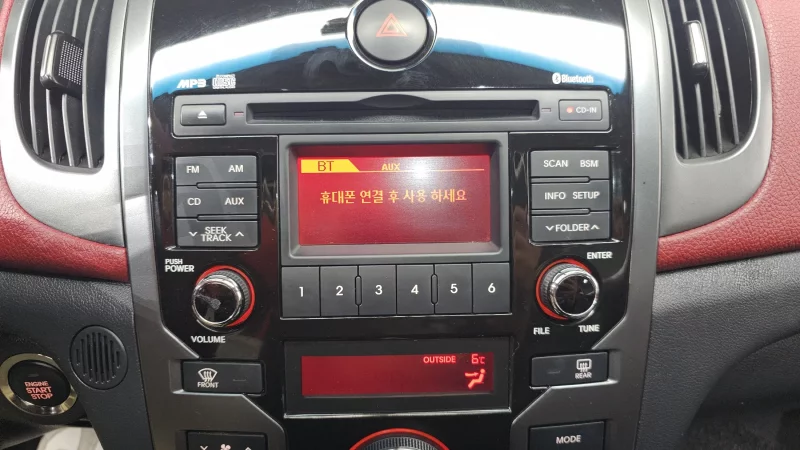 MP3
Bluetooth
CD-IN
FM AM
BT AUX
SCAN BSM
휴대폰 연결 후 사용 하세요
CD AUX
INFO SETUP
SEEK
TRACK
FOLDER
PUSH
POWER
ENTER
1 2 3 4 5 6
VOLUME
FILE TUNE
OUTSIDE 6℃
FRONT
REAR
ENGINE
START
STOP
MODE